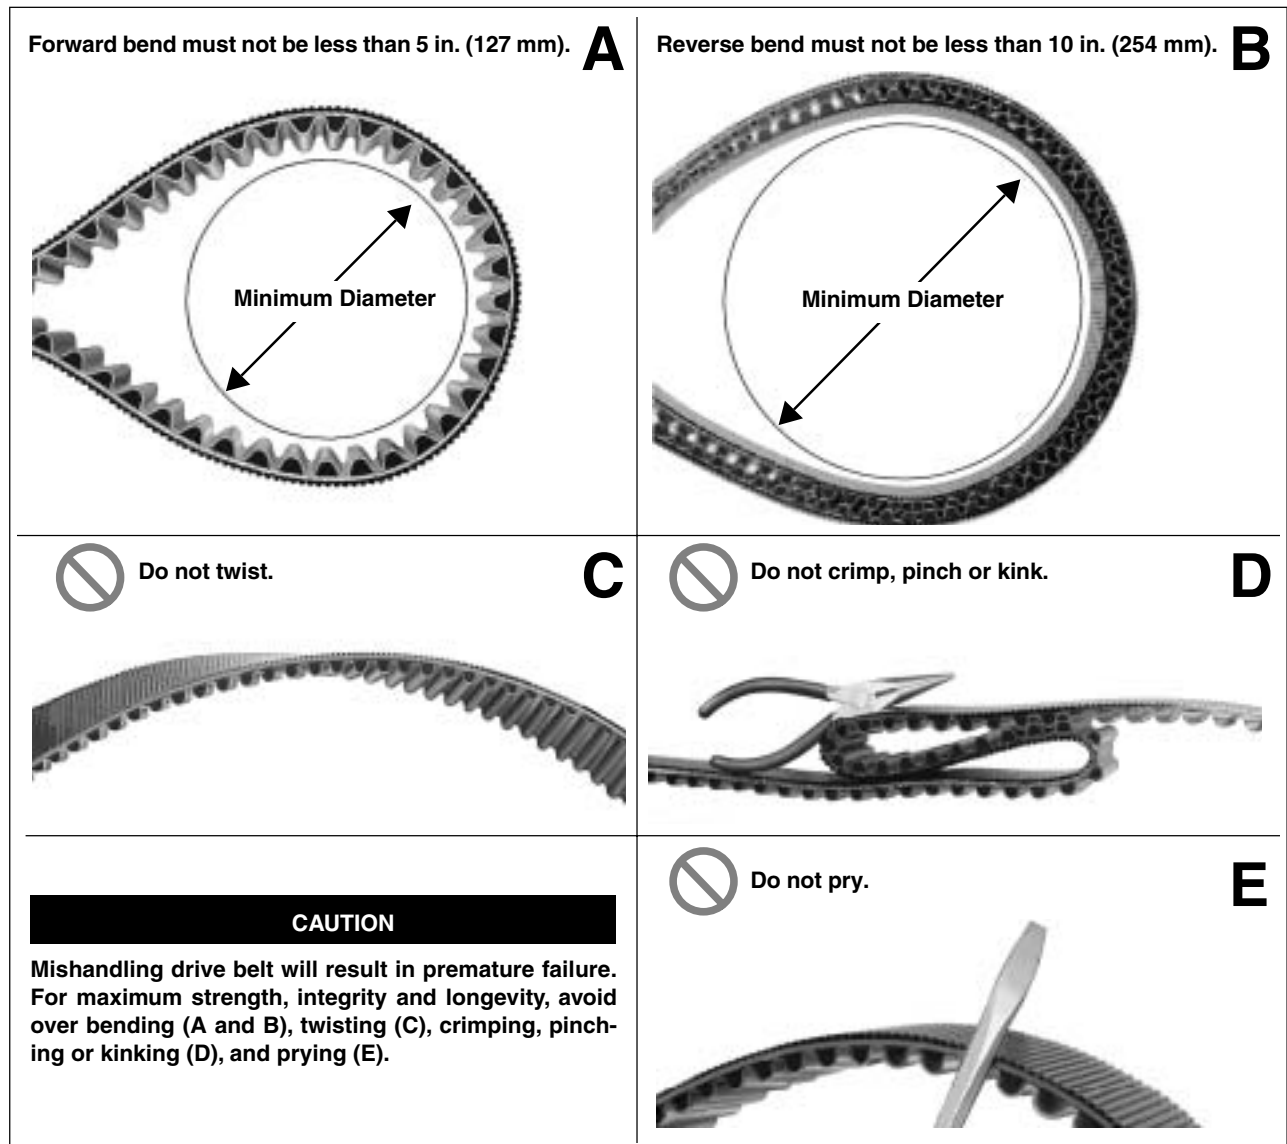 Forward bend must not be less than 5 in. (127 mm).
A
Minimum Diameter
Reverse bend must not be less than 10 in. (254 mm).
B
Minimum Diameter
Do not twist.
C
Do not crimp, pinch or kink.
D
CAUTION
Mishandling drive belt will result in premature failure.
For maximum strength, integrity and longevity, avoid
over bending (A and B), twisting (C), crimping, pinch-
ing or kinking (D), and prying (E).
Do not pry.
E